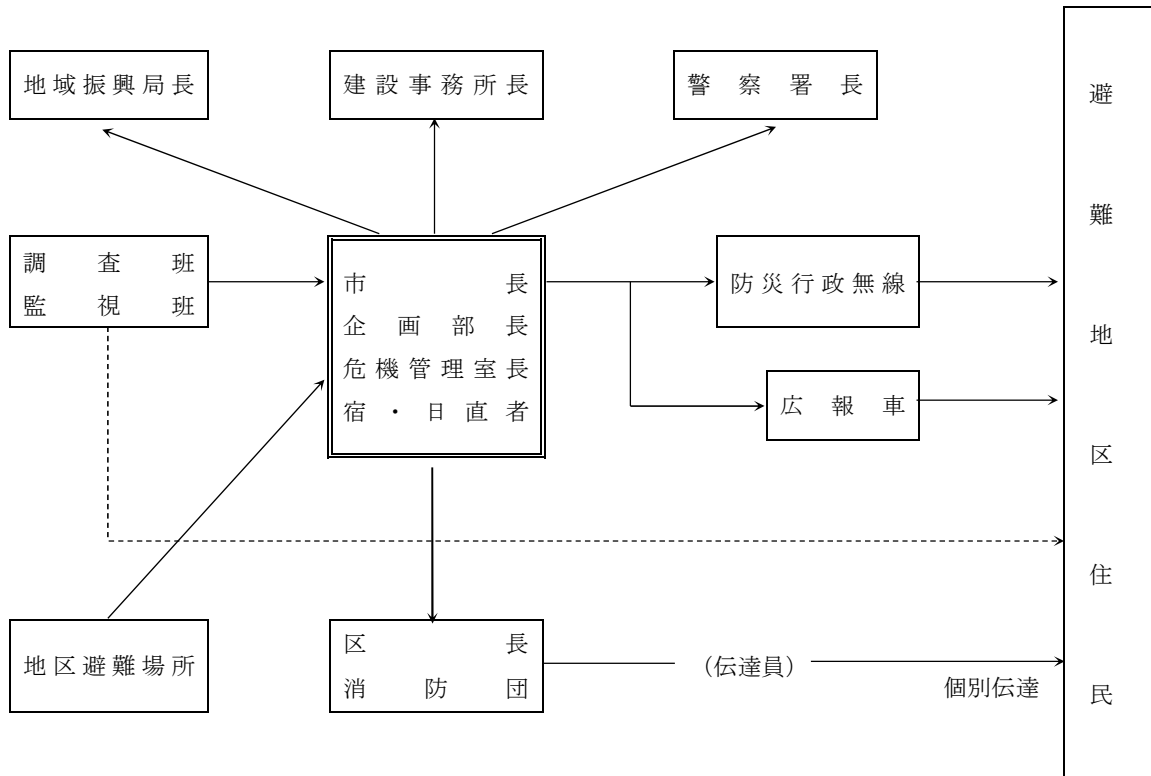 地域振興局長
建設事務所長
警察署長
調査班
監視班
市長
企画部長
危機管理室長
宿・日直者
防災行政無線
広報車
地区避難場所
区長
消防団
（伝達員）
個別伝達
避難地区住民